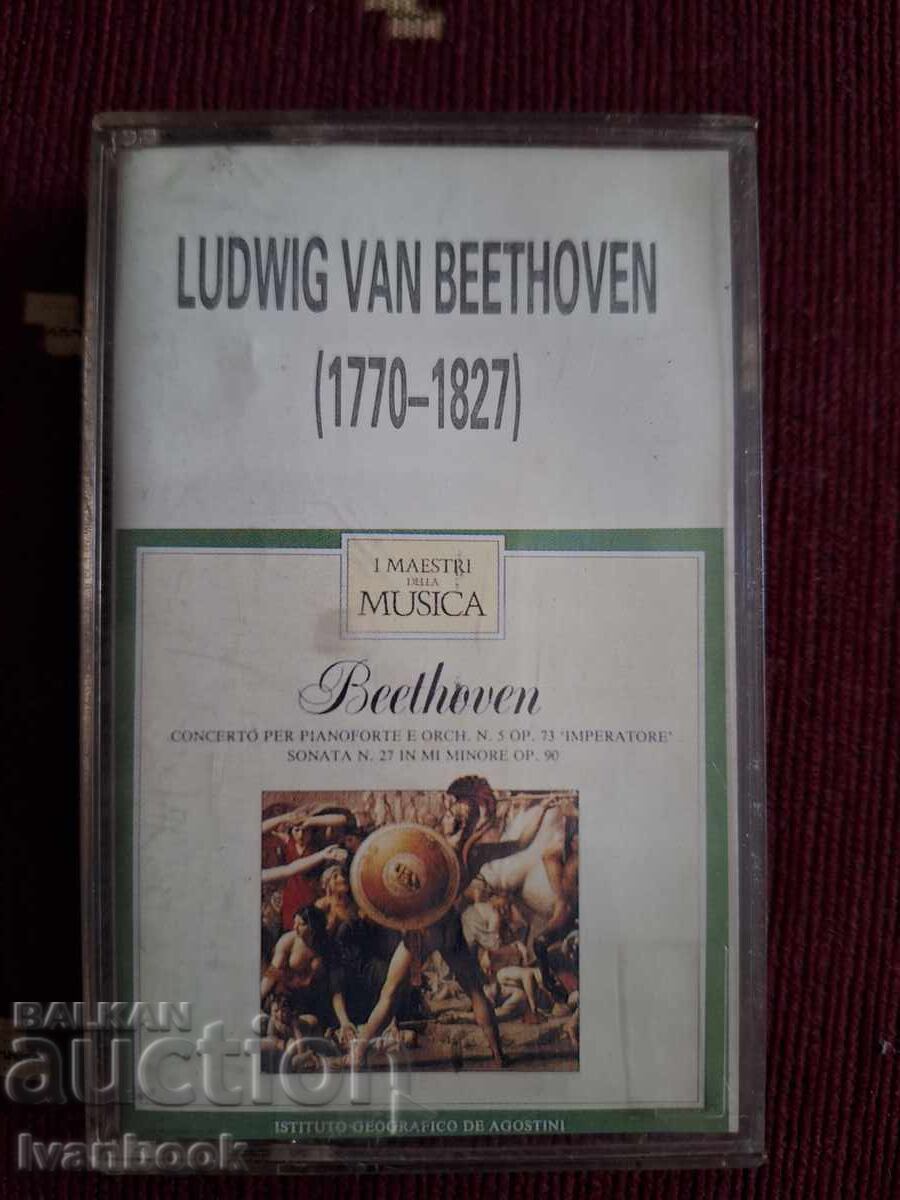 LUDWIG VAN BEETHOVEN
(1770-1827)
I MAESTRI
DELLA
MUSICA
Beethoven
CONCERTO PER PIANOFORTE E ORCH. N. 5 OP. 73 'IMPERATORE'
SONATA N. 27 IN MI MINORE OP. 90
BALKAN
auction
ISTITUTO GEOGRAFICO DE AGOSTINI
Ivanbook